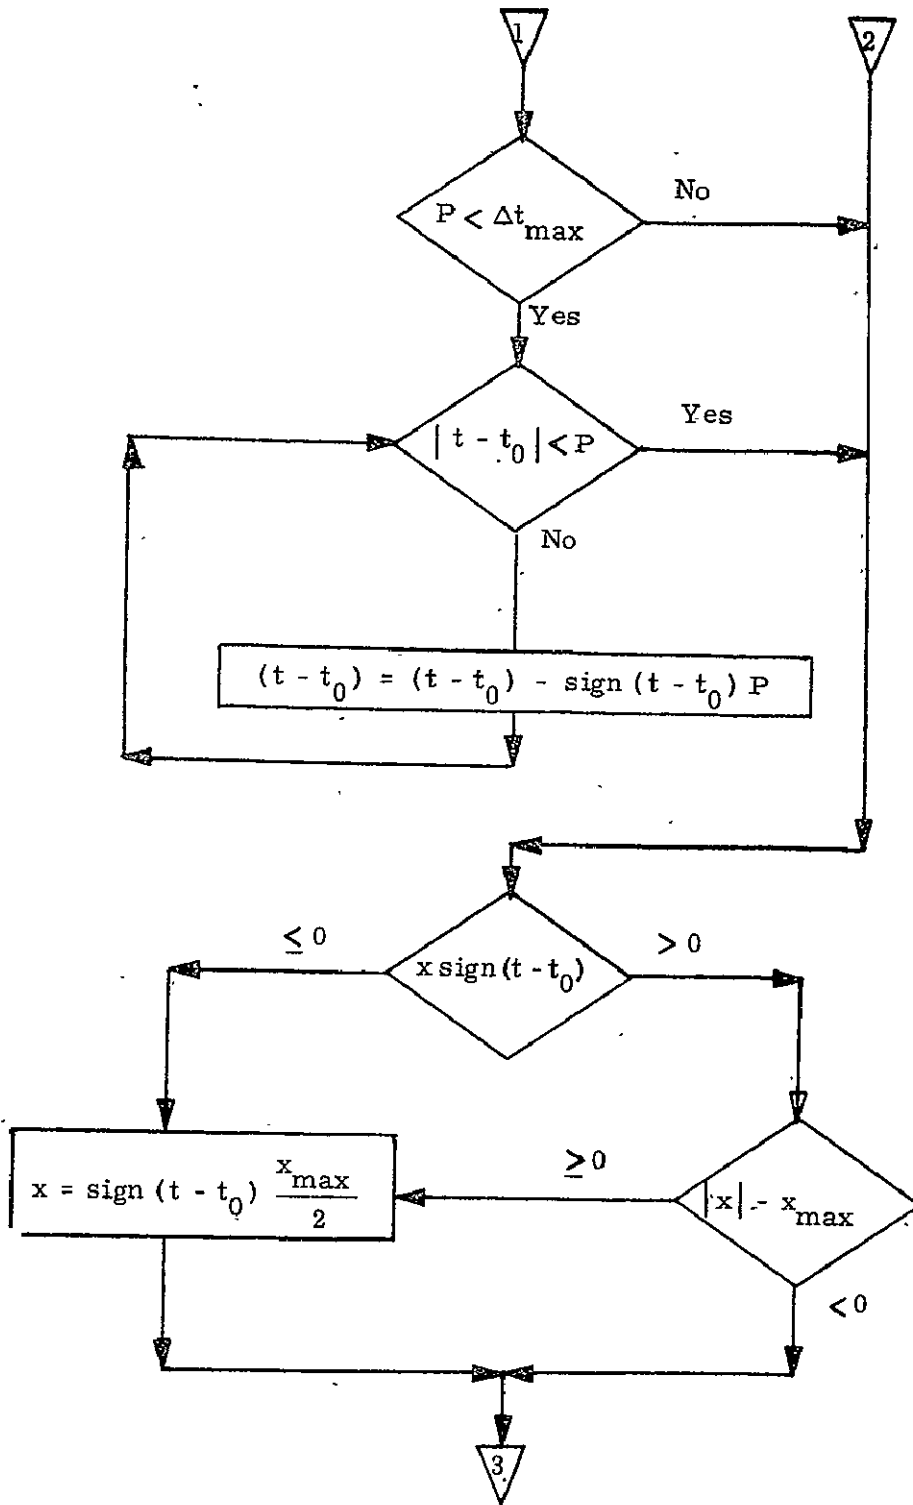 1
2
P < Δt_max
No
Yes
| t - t_0 | < P
Yes
No
(t - t_0) = (t - t_0) - sign (t - t_0) P
≤ 0
x sign (t - t_0)
> 0
x = sign (t - t_0) x_max / 2
≥ 0
|x| - x_max
< 0
3